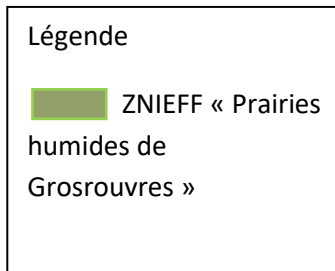 Légende
ZNIEFF « Prairies
humides de
Grosrouvres »